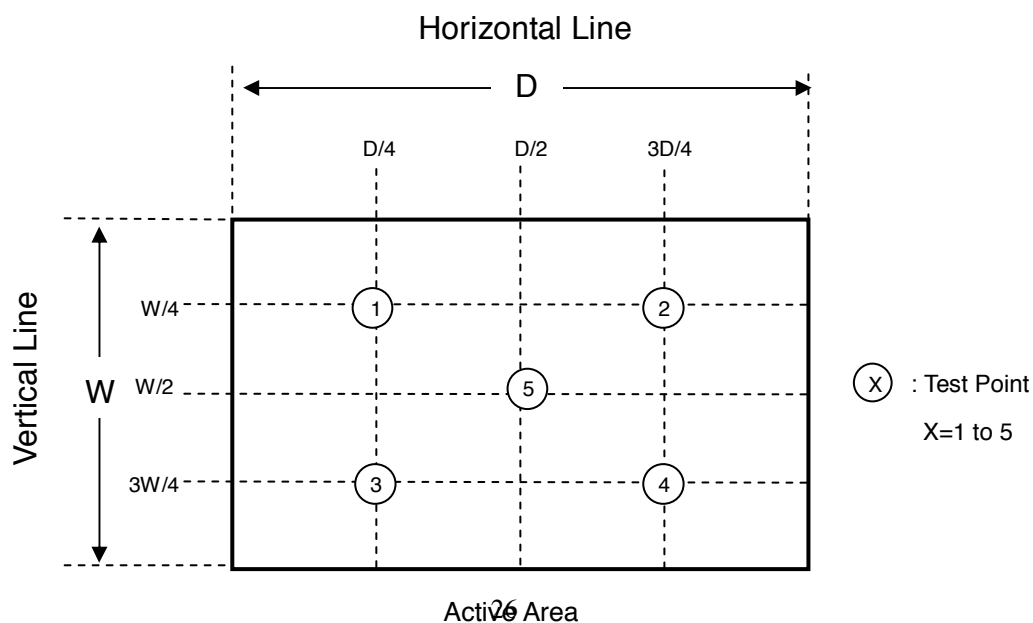 Horizontal Line
D
D/4 D/2 3D/4
W/4
1 2
Vertical Line
W
W/2
5
X : Test Point
X=1 to 5
3W/4
3 4
Active Area
26